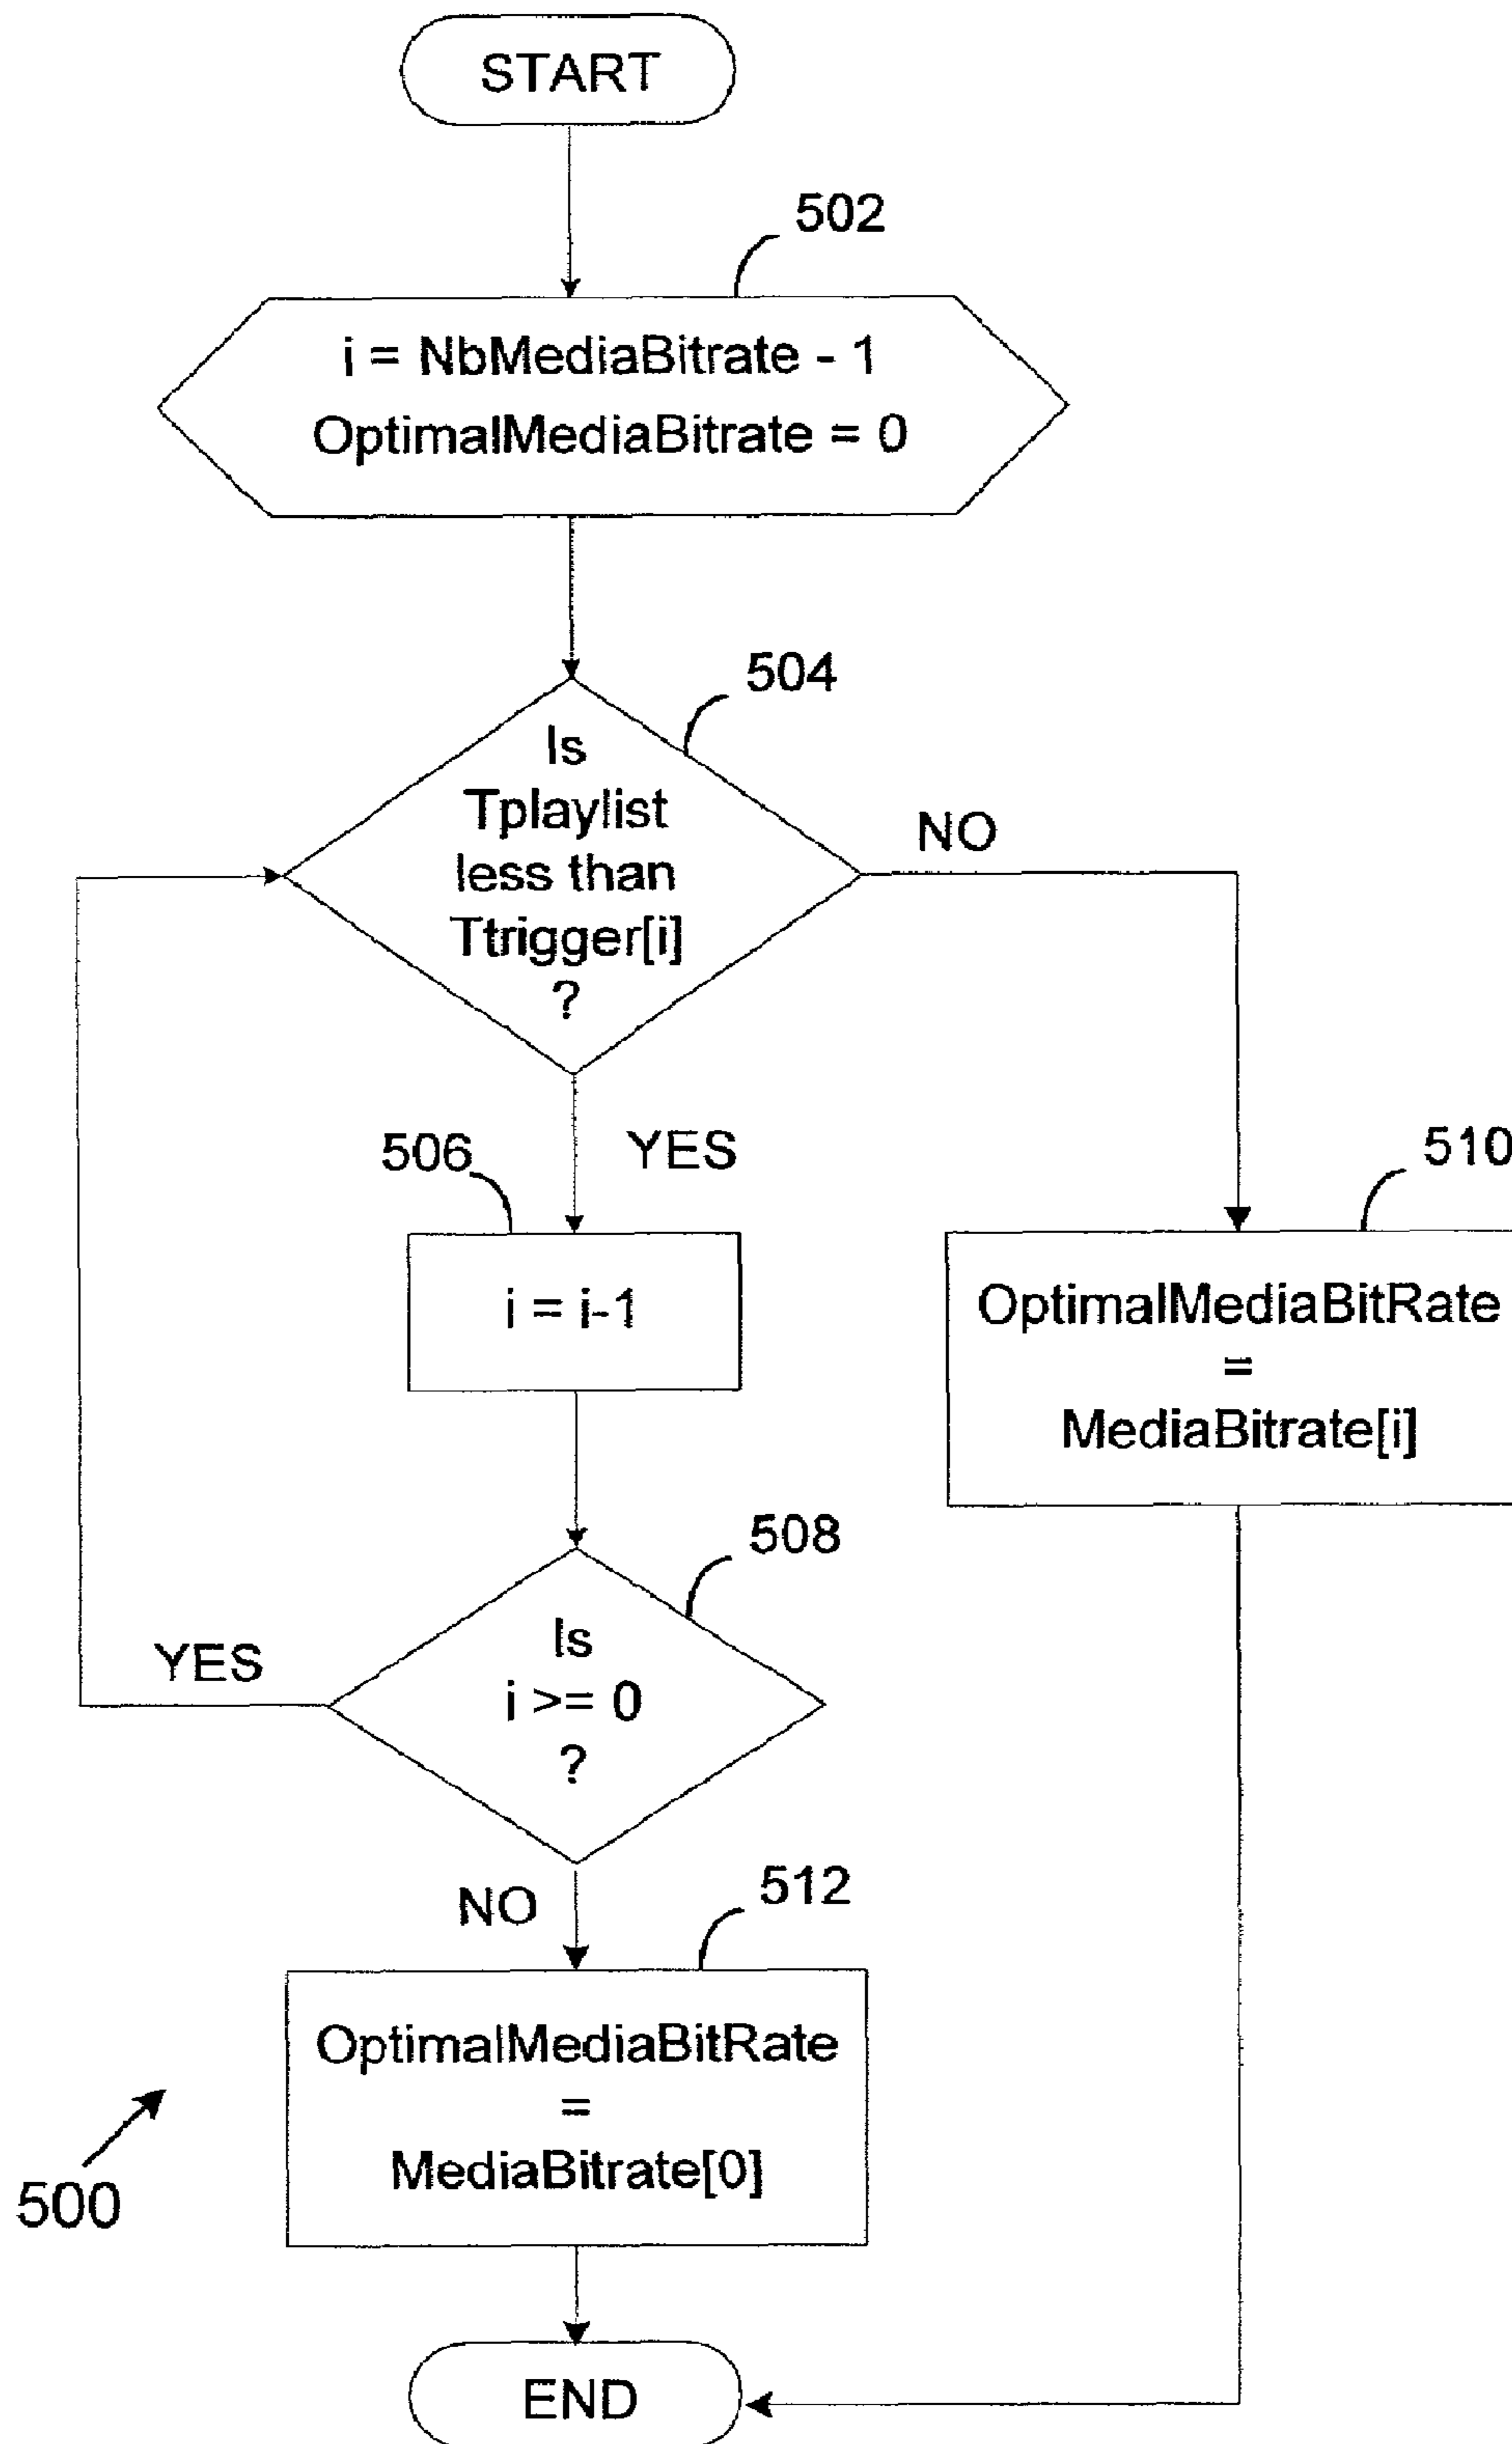 START
502
i = NbMediaBitrate - 1
OptimalMediaBitrate = 0
504
Is
Tplaylist
less than
Ttrigger[i]
?
NO
YES
506
i = i-1
510
OptimalMediaBitRate
=
MediaBitrate[i]
508
Is
i >= 0
?
YES
NO
512
OptimalMediaBitRate
=
MediaBitrate[0]
500
END